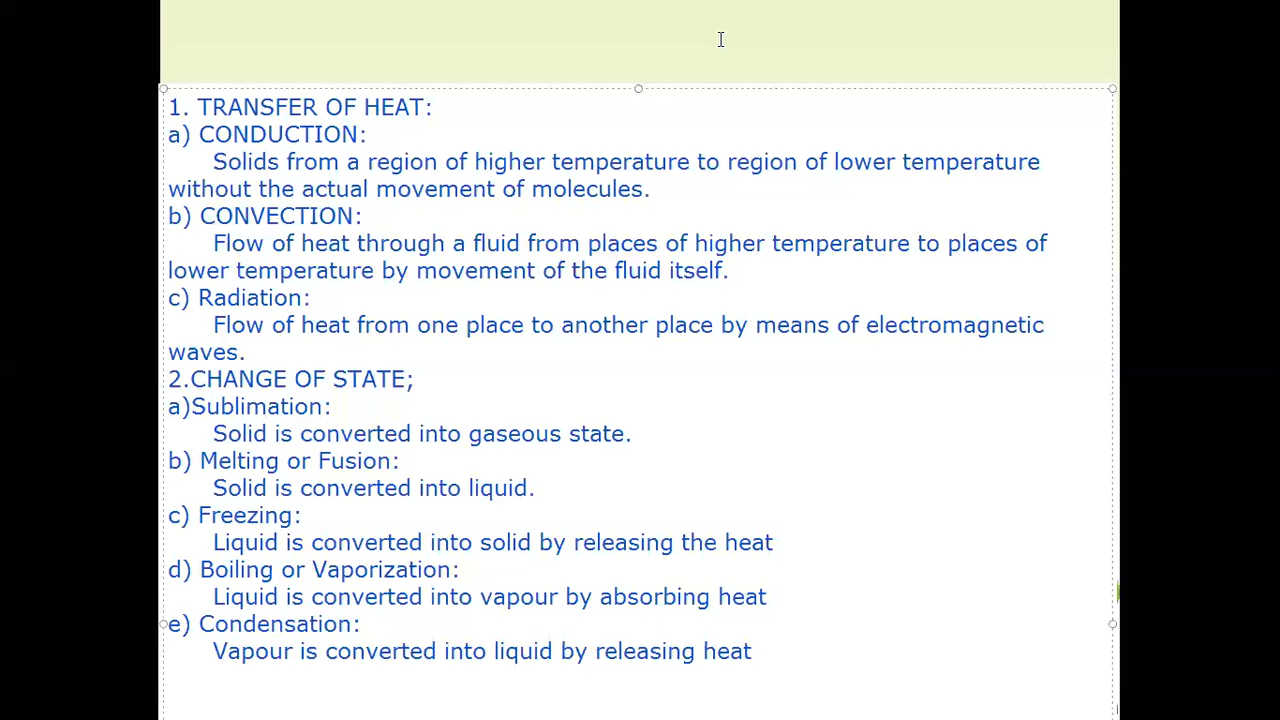 1. TRANSFER OF HEAT:
a) CONDUCTION:
Solids from a region of higher temperature to region of lower temperature
without the actual movement of molecules.
b) CONVECTION:
Flow of heat through a fluid from places of higher temperature to places of
lower temperature by movement of the fluid itself.
c) Radiation:
Flow of heat from one place to another place by means of electromagnetic
waves.
2.CHANGE OF STATE;
a)Sublimation:
Solid is converted into gaseous state.
b) Melting or Fusion:
Solid is converted into liquid.
c) Freezing:
Liquid is converted into solid by releasing the heat
d) Boiling or Vaporization:
Liquid is converted into vapour by absorbing heat
e) Condensation:
Vapour is converted into liquid by releasing heat